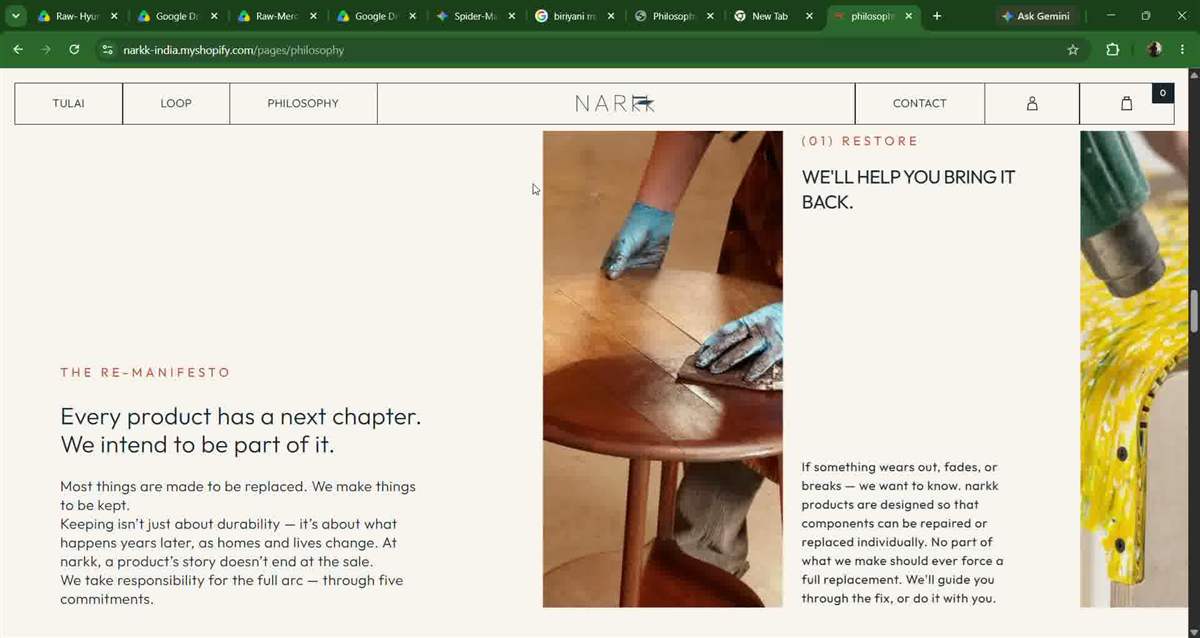 Raw- Hyu
Google D
Raw-Merc
Google D
Spider-Ma
biriyani m
Philosoph
New Tab
philosoph
Ask Gemini
narkk-india.myshopify.com/pages/philosophy
TULAI
LOOP
PHILOSOPHY
NARKK
CONTACT
0
THE RE-MANIFESTO
Every product has a next chapter.
We intend to be part of it.
Most things are made to be replaced. We make things
to be kept.
Keeping isn't just about durability — it's about what
happens years later, as homes and lives change. At
narkk, a product's story doesn't end at the sale.
We take responsibility for the full arc — through five
commitments.
(01) RESTORE
WE'LL HELP YOU BRING IT
BACK.
If something wears out, fades, or
breaks — we want to know. narkk
products are designed so that
components can be repaired or
replaced individually. No part of
what we make should ever force a
full replacement. We'll guide you
through the fix, or do it with you.